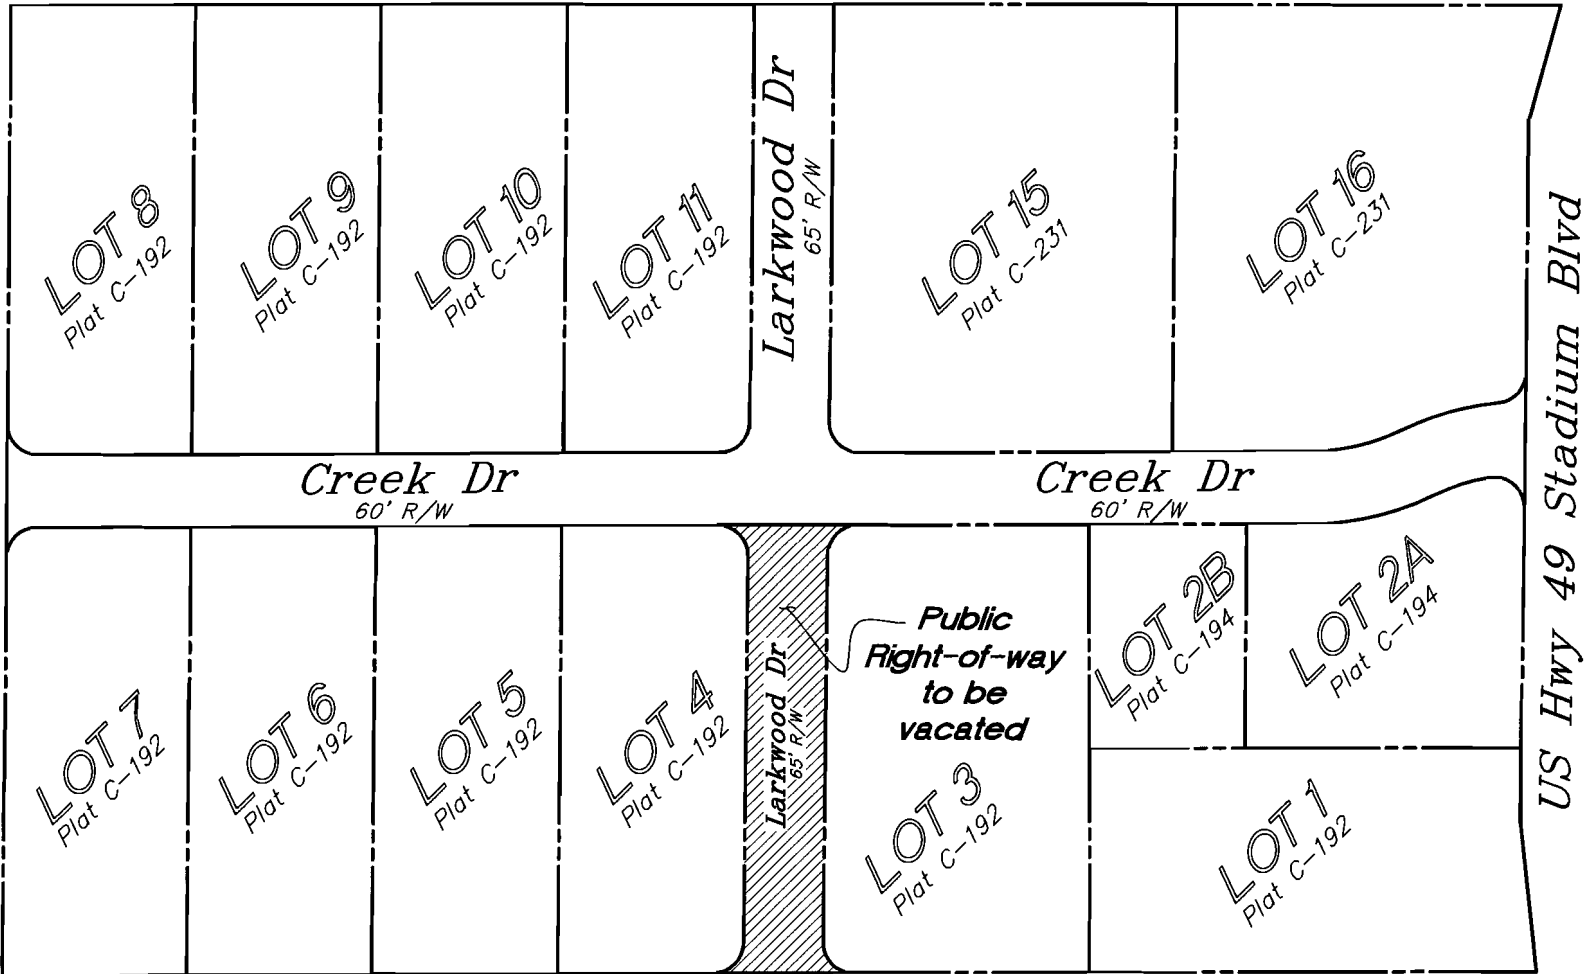 LOT 8
Plat C-192
LOT 9
Plat C-192
LOT 10
Plat C-192
LOT 11
Plat C-192
Larkwood Dr
65' R/W
LOT 15
Plat C-231
LOT 16
Plat C-231
US Hwy 49 Stadium Blvd
Creek Dr
60' R/W
Creek Dr
60' R/W
LOT 7
Plat C-192
LOT 6
Plat C-192
LOT 5
Plat C-192
LOT 4
Plat C-192
Larkwood Dr
65' R/W
Public
Right-of-way
to be
vacated
LOT 3
Plat C-192
LOT 2B
Plat C-194
LOT 2A
Plat C-194
LOT 1
Plat C-192